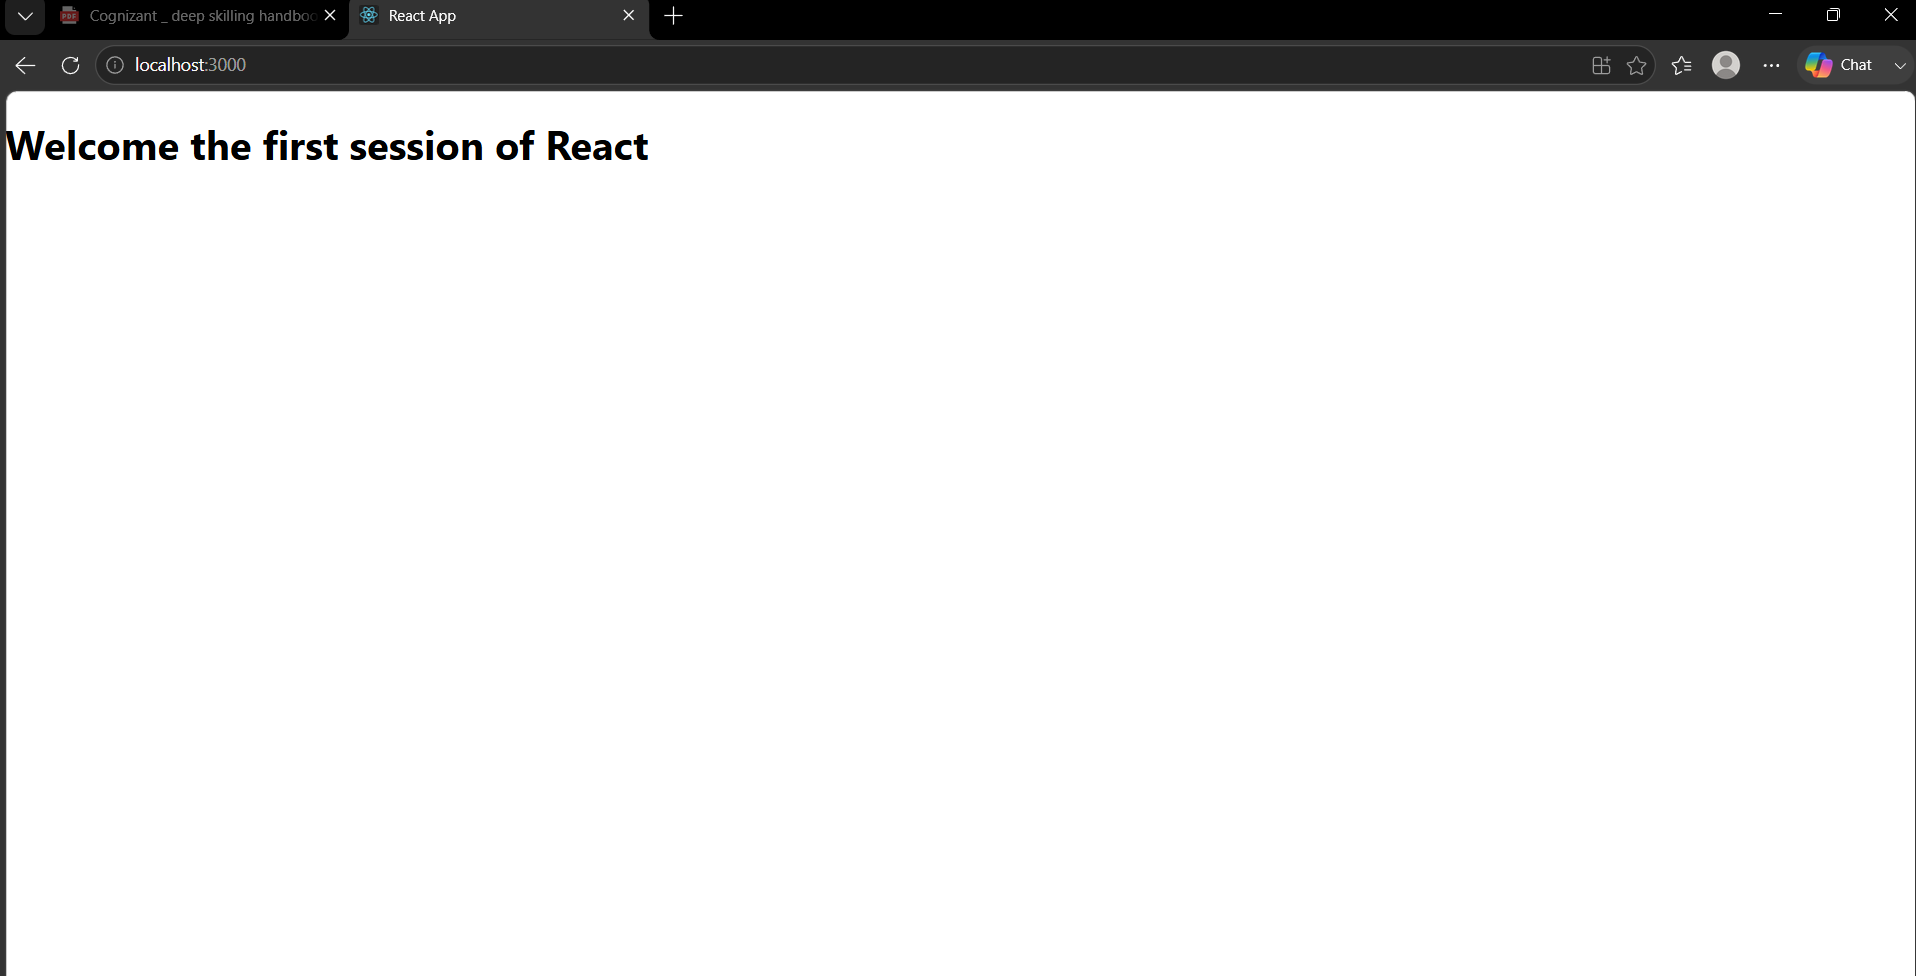 Cognizant _ deep skilling handboo
React App
localhost:3000
Chat
Welcome the first session of React